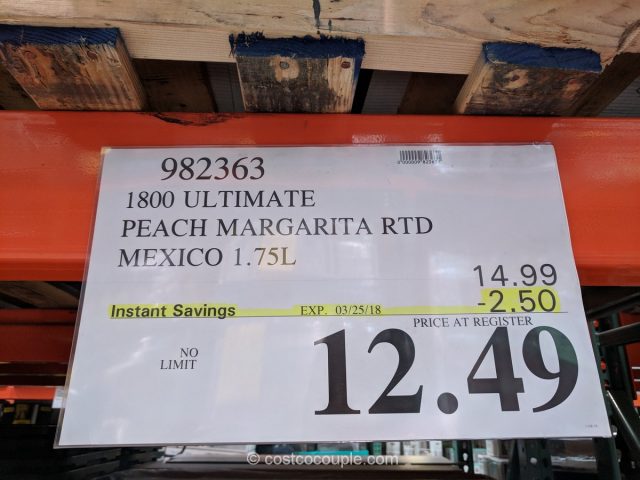 982363
1800 ULTIMATE
PEACH MARGARITA RTD
MEXICO 1.75L
14.99
Instant Savings EXP. 03/25/18 -2.50
PRICE AT REGISTER
NO
LIMIT
12.49
© costcocouple.com